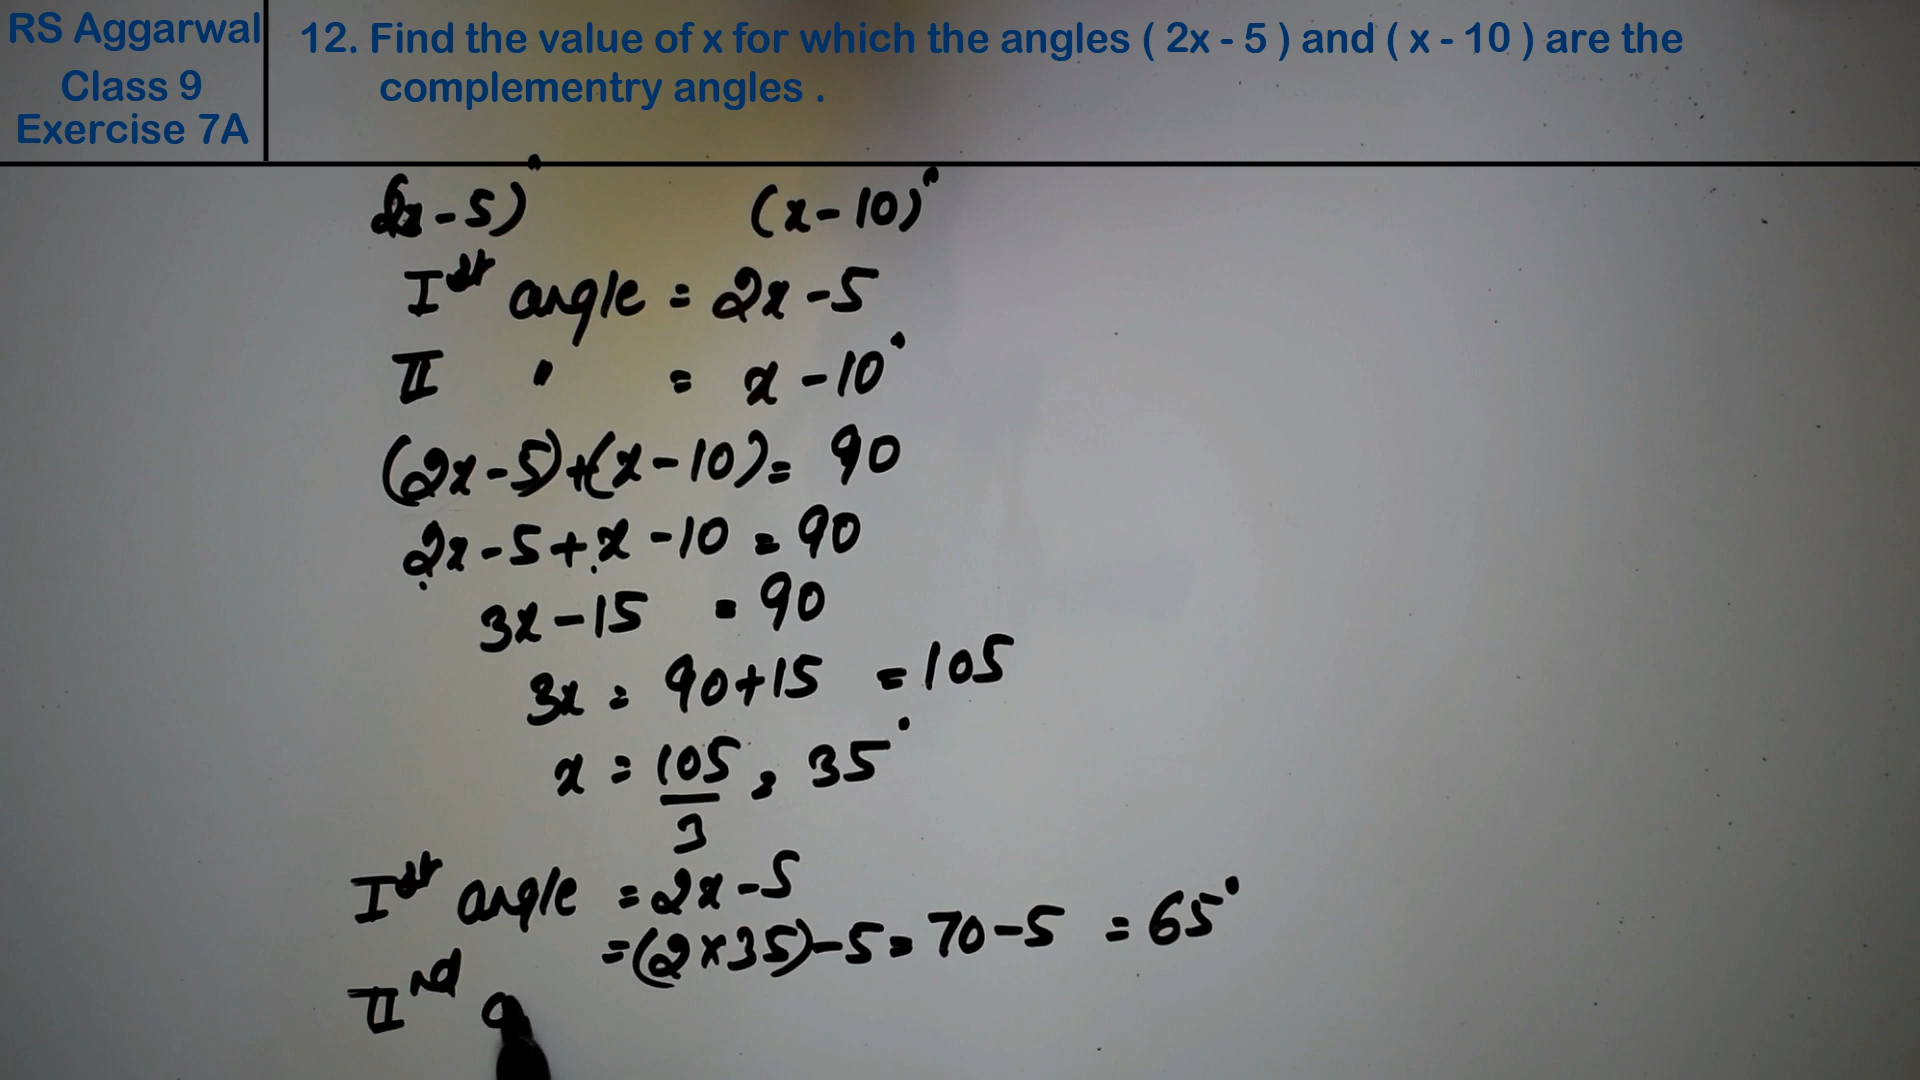 RS Aggarwal
Class 9
Exercise 7A
12. Find the value of x for which the angles ( 2x - 5 ) and ( x - 10 ) are the
complementry angles .
(2x-5)° (x-10)°
Ist angle = 2x-5
II " = x-10°
(2x-5)+(x-10)= 90
2x-5+x-10 = 90
3x-15 = 90
3x = 90+15 = 105
x = 105/3 = 35°
Ist angle = 2x-5
=(2×35)-5= 70-5 = 65°
IInd a